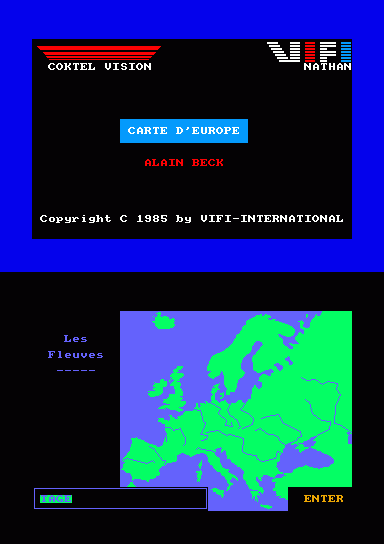 COKTEL VISION
VIFI
NATHAN
CARTE D'EUROPE
ALAIN BECK
Copyright C 1985 by VIFI-INTERNATIONAL
Les
Fleuves
-----
TAGE
ENTER